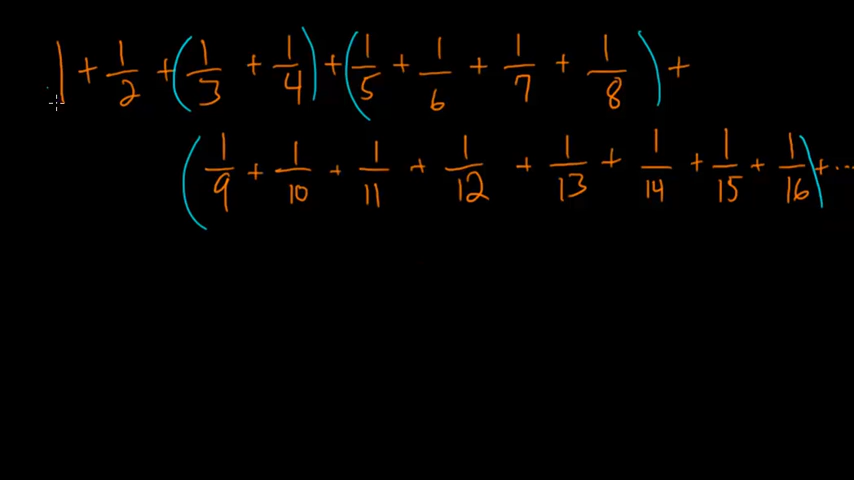 1 + 1/2 + (1/3 + 1/4) + (1/5 + 1/6 + 1/7 + 1/8) +
(1/9 + 1/10 + 1/11 + 1/12 + 1/13 + 1/14 + 1/15 + 1/16) + ...